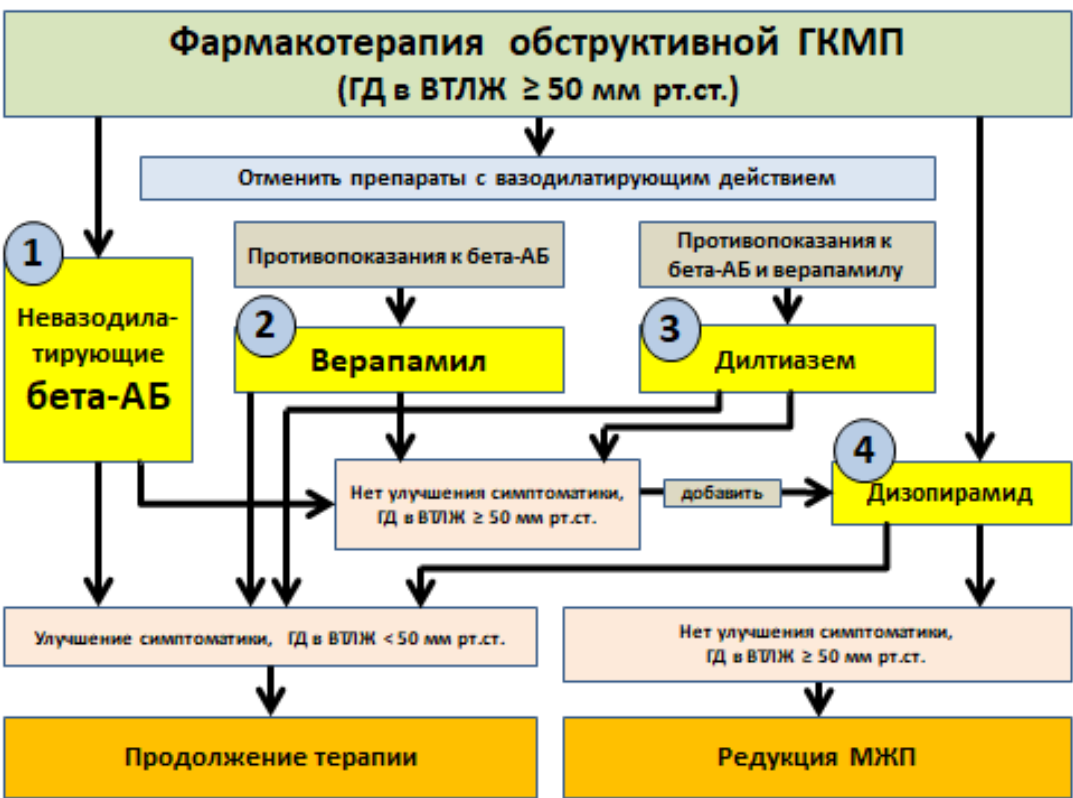 Фармакотерапия обструктивной ГКМП
(ГД в ВТЛЖ ≥ 50 мм рт.ст.)
Отменить препараты с вазодилатирующим действием
1
Невазодила-
тирующие
бета-АБ
Противопоказания к бета-АБ
2
Верапамил
Противопоказания к
бета-АБ и верапамилу
3
Дилтиазем
Нет улучшения симптоматики,
ГД в ВТЛЖ ≥ 50 мм рт.ст.
добавить
4
Дизопирамид
Улучшение симптоматики, ГД в ВТЛЖ < 50 мм рт.ст.
Нет улучшения симптоматики,
ГД в ВТЛЖ ≥ 50 мм рт.ст.
Продолжение терапии
Редукция МЖП